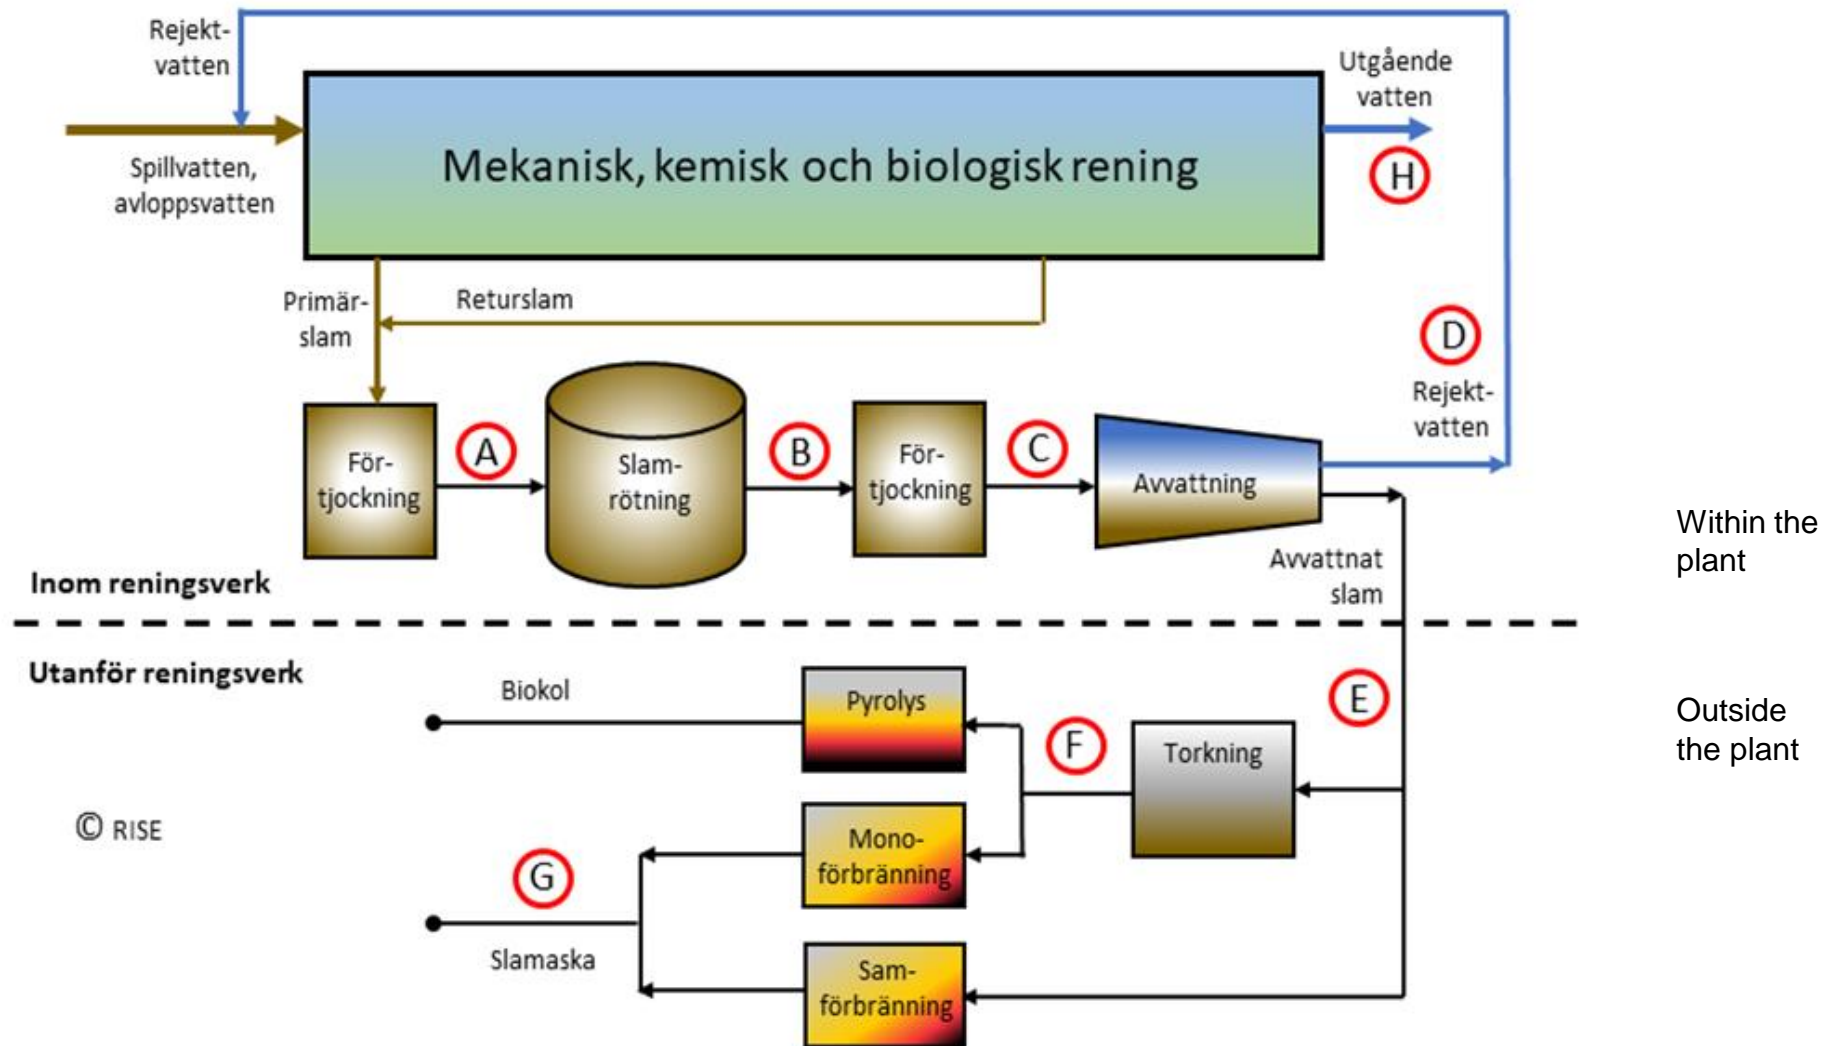 Rejekt-
vatten
Utgående
vatten
H
Mekanisk, kemisk och biologisk rening
Spillvatten,
avloppsvatten
Primär-
slam
Returslam
D
Rejekt-
vatten
För-
tjockning
A
Slam-
rötning
B
För-
tjockning
C
Avvattning
Avvattnat
slam
Within the
plant
Inom reningsverk
Utanför reningsverk
Outside
the plant
Biokol
Pyrolys
E
F
Torkning
© RISE
Mono-
förbränning
G
Slamaska
Sam-
förbränning